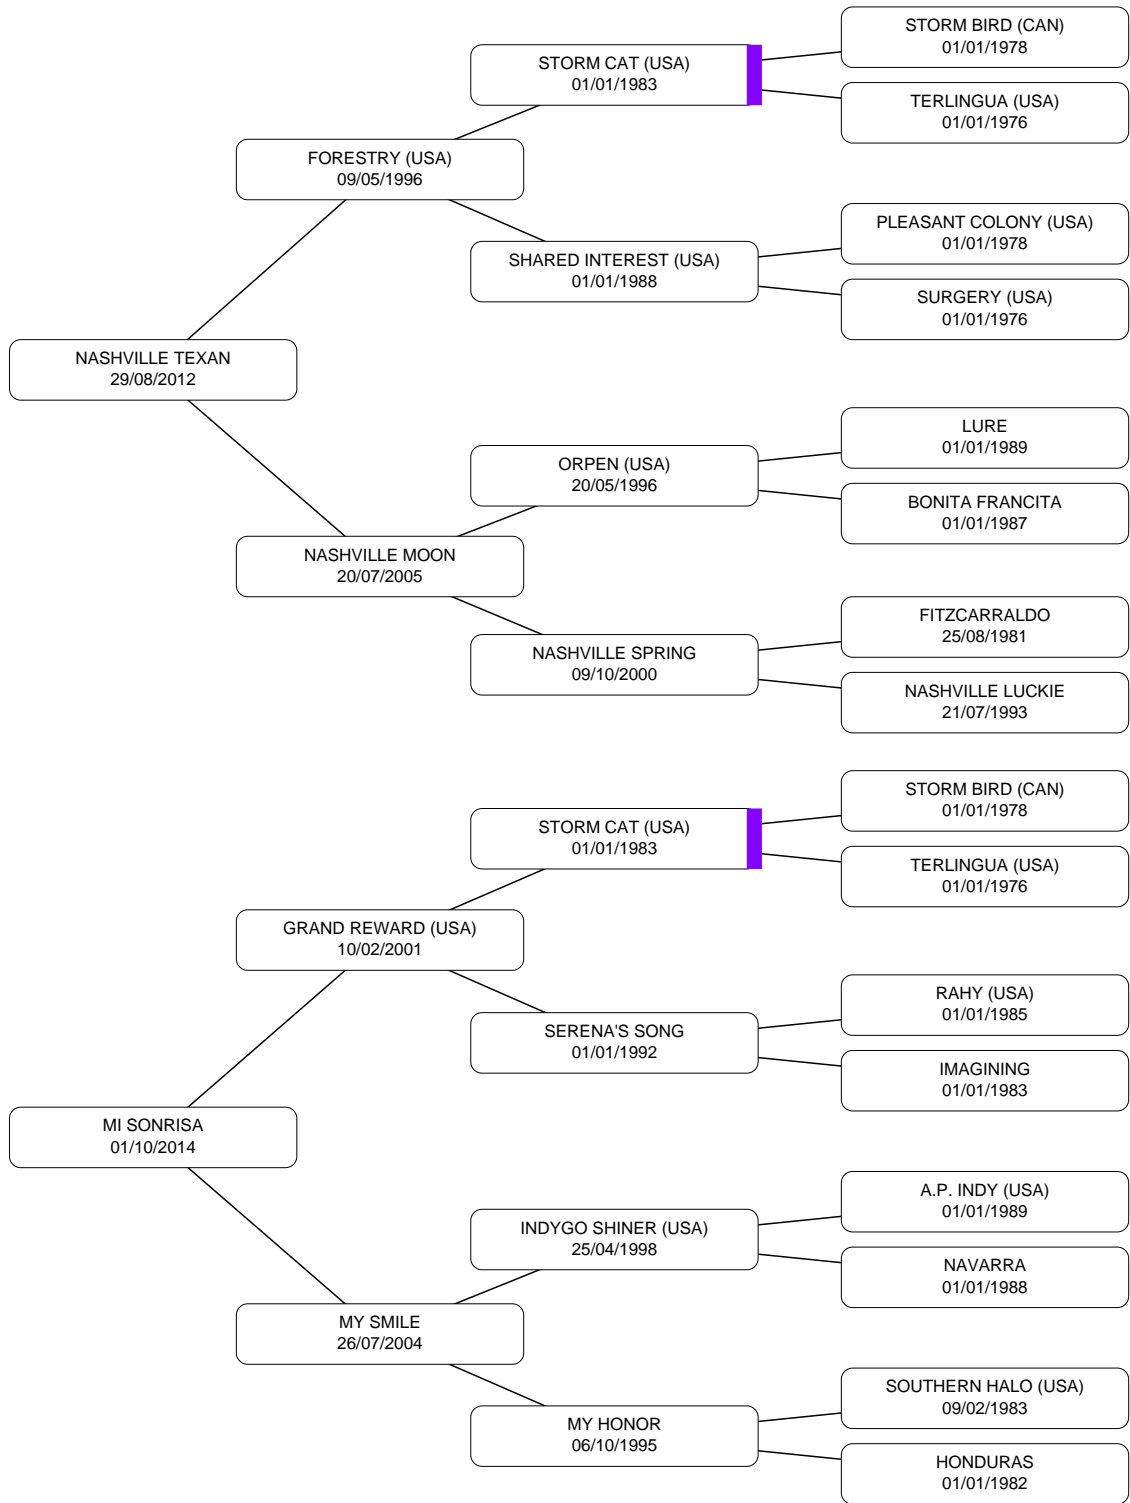 STORM BIRD (CAN)
01/01/1978
STORM CAT (USA)
01/01/1983
TERLINGUA (USA)
01/01/1976
FORESTRY (USA)
09/05/1996
PLEASANT COLONY (USA)
01/01/1978
SHARED INTEREST (USA)
01/01/1988
SURGERY (USA)
01/01/1976
NASHVILLE TEXAN
29/08/2012
LURE
01/01/1989
ORPEN (USA)
20/05/1996
BONITA FRANCITA
01/01/1987
NASHVILLE MOON
20/07/2005
FITZCARRALDO
25/08/1981
NASHVILLE SPRING
09/10/2000
NASHVILLE LUCKIE
21/07/1993
STORM BIRD (CAN)
01/01/1978
STORM CAT (USA)
01/01/1983
TERLINGUA (USA)
01/01/1976
GRAND REWARD (USA)
10/02/2001
RAHY (USA)
01/01/1985
SERENA'S SONG
01/01/1992
IMAGINING
01/01/1983
MI SONRISA
01/10/2014
A.P. INDY (USA)
01/01/1989
INDYGO SHINER (USA)
25/04/1998
NAVARRA
01/01/1988
MY SMILE
26/07/2004
SOUTHERN HALO (USA)
09/02/1983
MY HONOR
06/10/1995
HONDURAS
01/01/1982